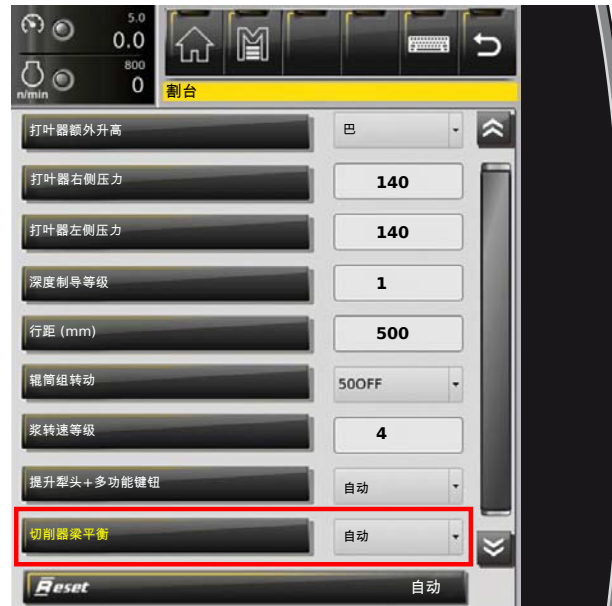 5.0
0.0
800
n/min 0
割台
打叶器额外升高 巴
打叶器右侧压力 140
打叶器左侧压力 140
深度制导等级 1
行距 (mm) 500
辊筒组转动 50OFF
浆转速等级 4
提升犁头+多功能键钮 自动
切削器梁平衡 自动
Reset 自动